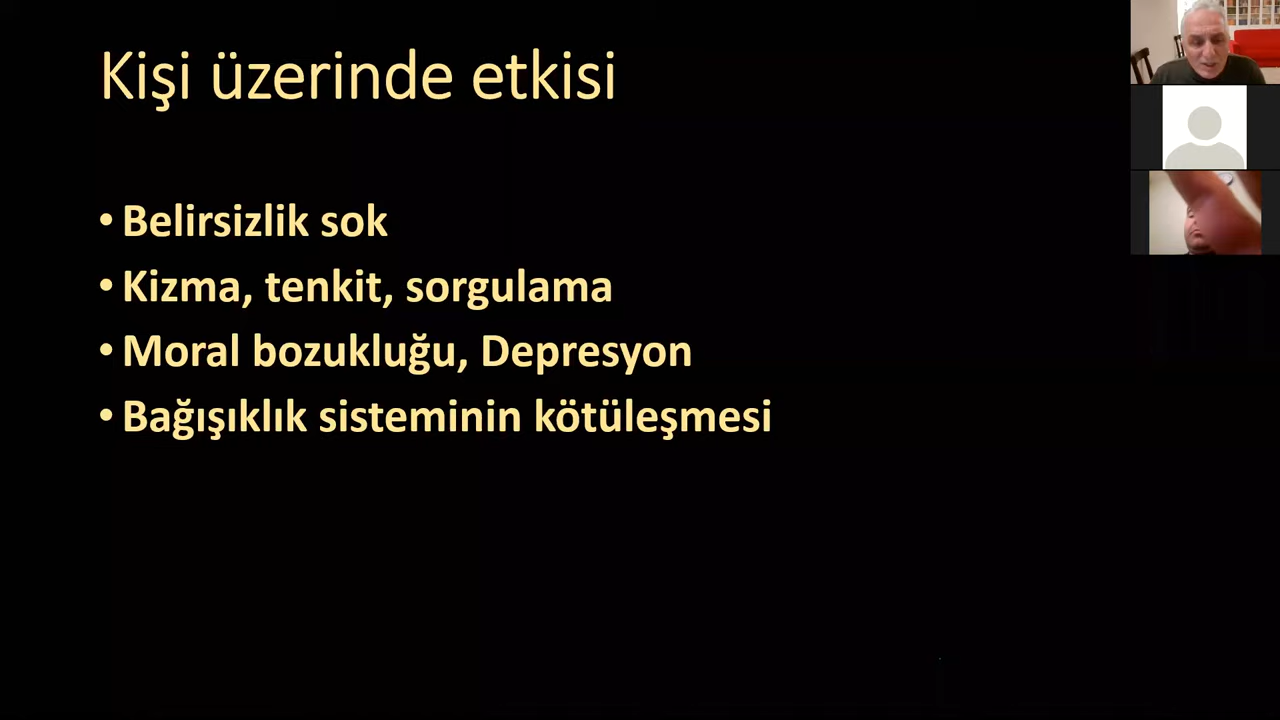 Kişi üzerinde etkisi
• Belirsizlik sok
• Kizma, tenkit, sorgulama
• Moral bozukluğu, Depresyon
• Bağışıklık sisteminin kötüleşmesi